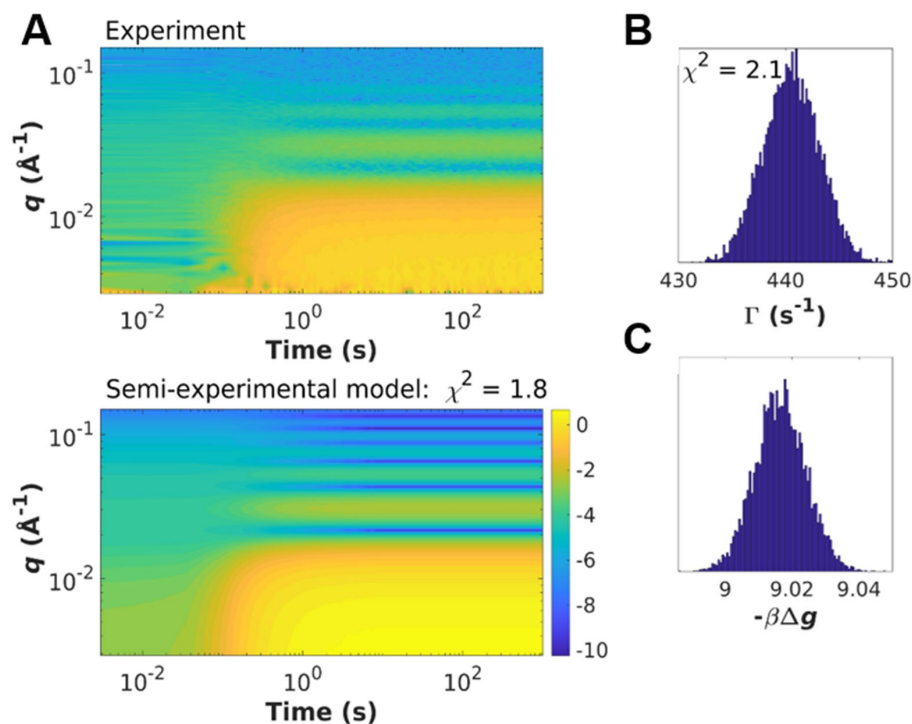 A
Experiment
10⁻¹
10⁻²
q (Å⁻¹)
10⁻² 10⁰ 10²
Time (s)
Semi-experimental model: χ² = 1.8
10⁻¹
10⁻²
q (Å⁻¹)
10⁻² 10⁰ 10²
Time (s)
0
-2
-4
-6
-8
-10
B
χ² = 2.1
430 440 450
Γ (s⁻¹)
C
9 9.02 9.04
-βΔg